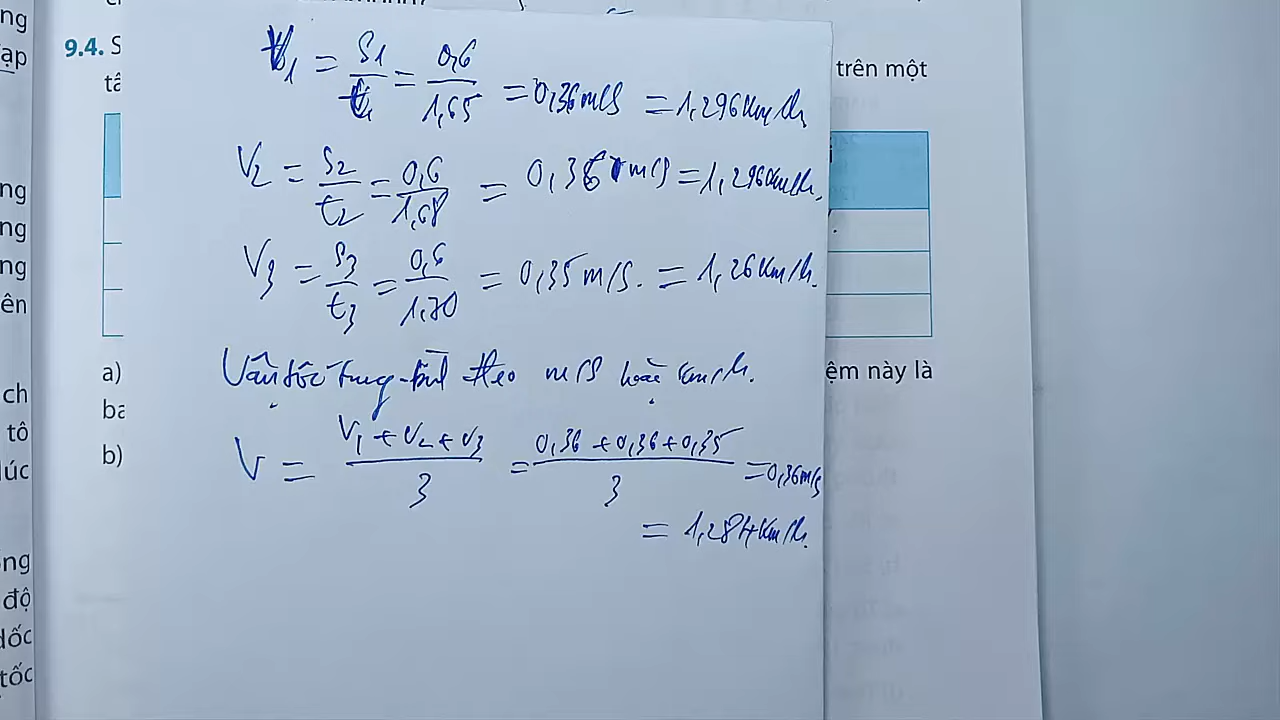 ng
ạp
9.4. S
tấ
trên một
V1 = S1/t1 = 0,6/1,65 = 0,36 m/s = 1,296 km/h
V2 = S2/t2 = 0,6/1,68 = 0,36 m/s = 1,296 km/h.
V3 = S3/t3 = 0,6/1,70 = 0,35 m/s. = 1,26 km/h.
ng
ng
ng
ên
Vận tốc trung bình theo m/s hoặc km/h.
a)
ba
b)
ệm này là
V = V1 + V2 + V3/3 = 0,36 + 0,36 + 0,35/3 = 0,36 m/s
= 1,284 km/h.
ch
tô
lúc
ng
độ
dốc
tốc